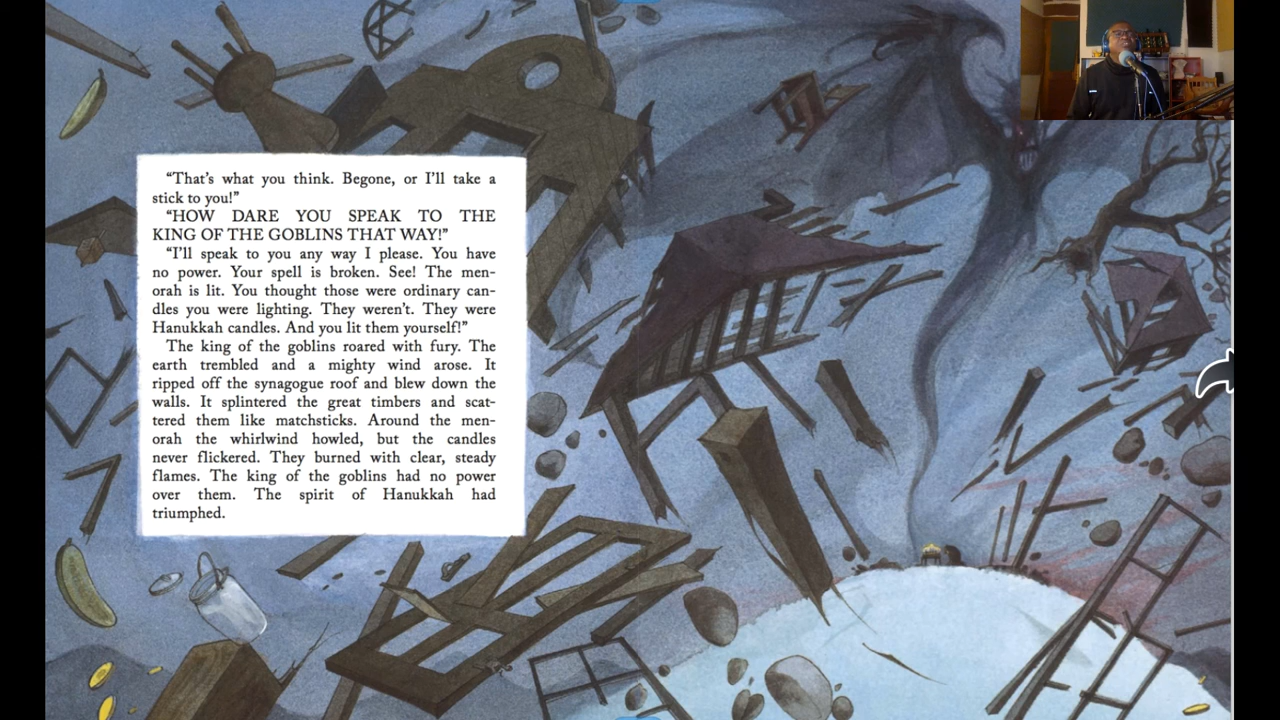 “That’s what you think. Begone, or I’ll take a
stick to you!”
“HOW DARE YOU SPEAK TO THE
KING OF THE GOBLINS THAT WAY!”
“I’ll speak to you any way I please. You have
no power. Your spell is broken. See! The men-
orah is lit. You thought those were ordinary can-
dles you were lighting. They weren’t. They were
Hanukkah candles. And you lit them yourself!”
The king of the goblins roared with fury. The
earth trembled and a mighty wind arose. It
ripped off the synagogue roof and blew down the
walls. It splintered the great timbers and scat-
tered them like matchsticks. Around the men-
orah the whirlwind howled, but the candles
never flickered. They burned with clear, steady
flames. The king of the goblins had no power
over them. The spirit of Hanukkah had
triumphed.